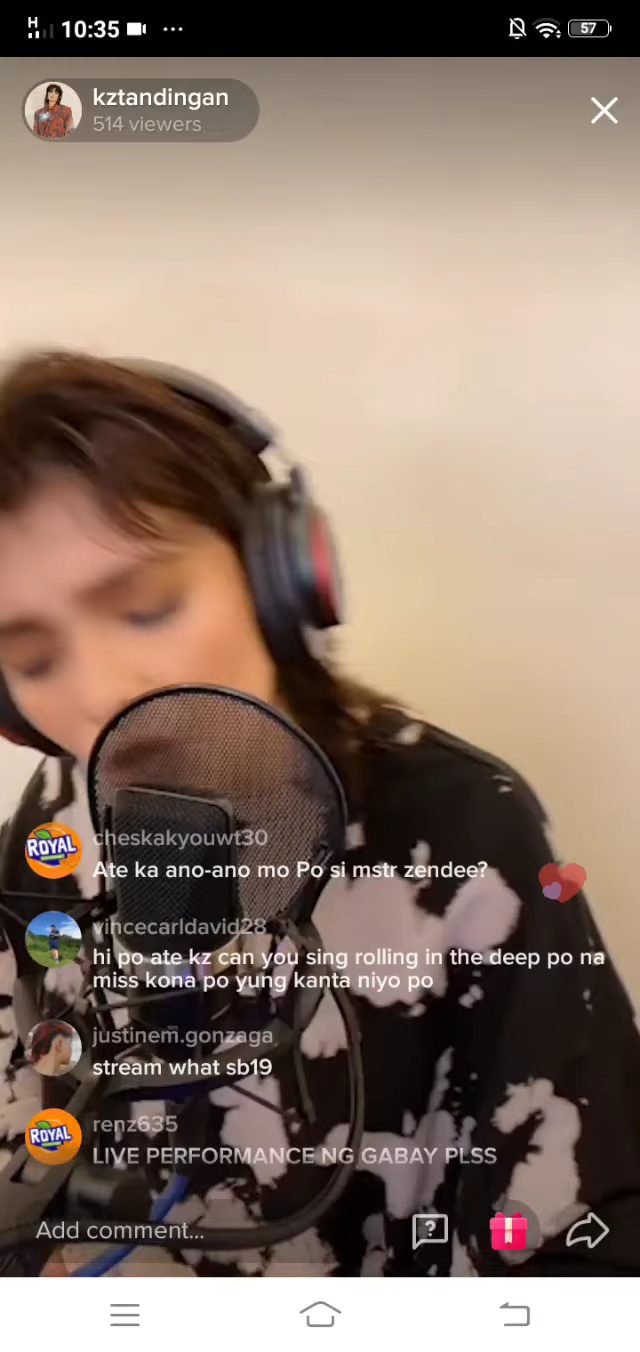 H
10:35
57
kztandingan
514 viewers
cheskakyouwt30
Ate ka ano-ano mo Po si mstr zendee?
vincecarldavid28
hi po ate kz can you sing rolling in the deep po na
miss kona po yung kanta niyo po
justinem.gonzaga
stream what sb19
renz635
LIVE PERFORMANCE NG GABAY PLSS
ROYAL
ROYAL
Add comment...